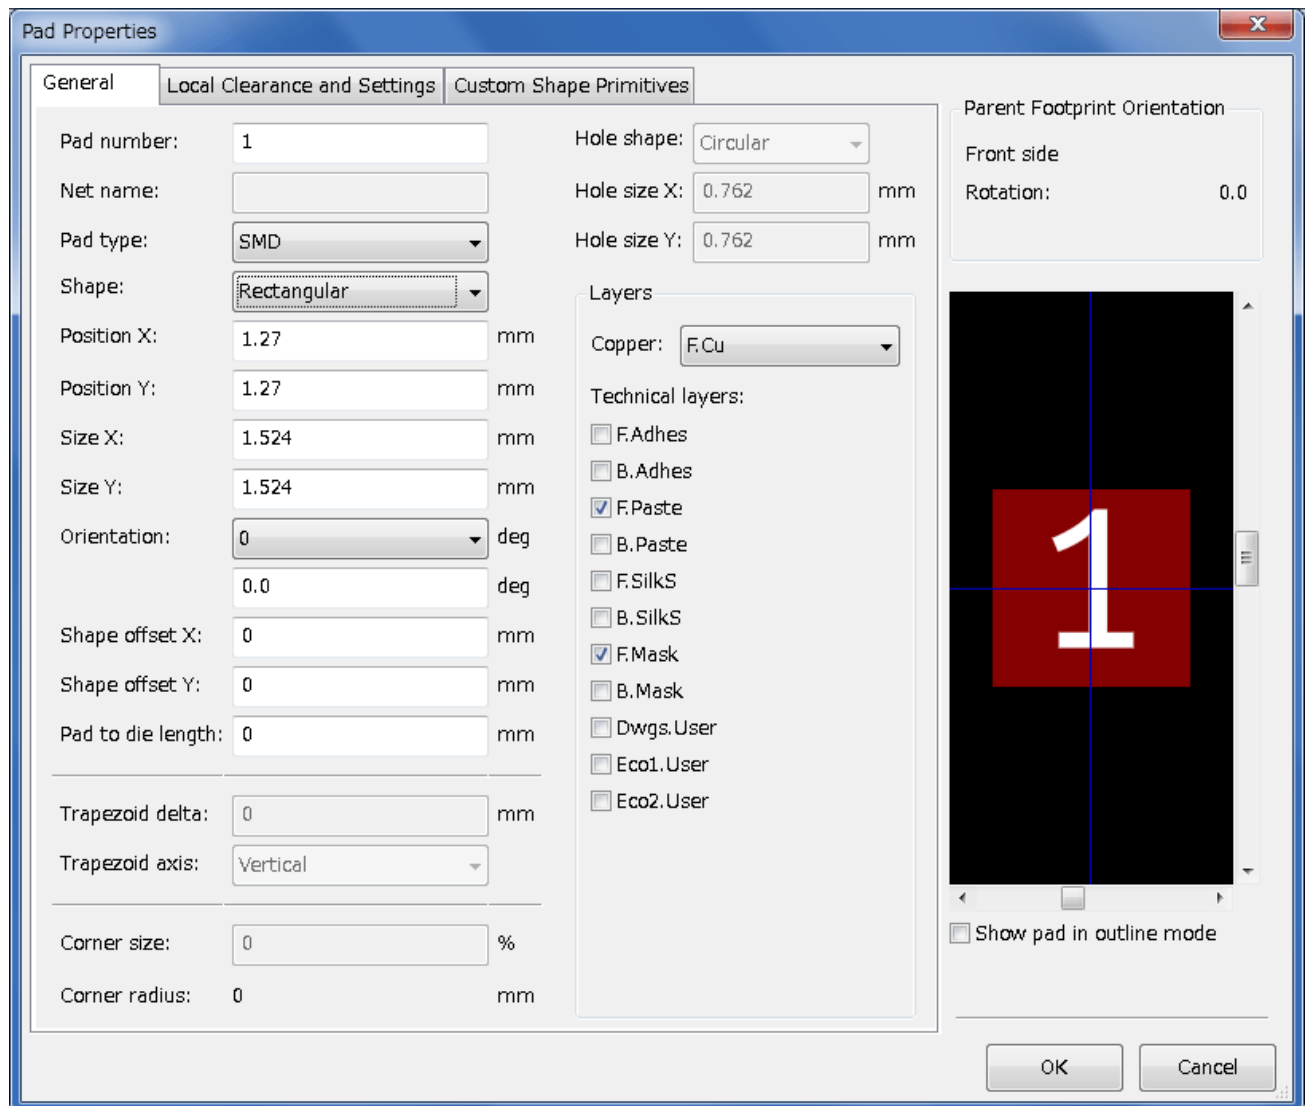 Pad Properties
General
Local Clearance and Settings
Custom Shape Primitives
Pad number: 1
Net name:
Pad type: SMD
Shape: Rectangular
Position X: 1.27 mm
Position Y: 1.27 mm
Size X: 1.524 mm
Size Y: 1.524 mm
Orientation: 0 deg
0.0 deg
Shape offset X: 0 mm
Shape offset Y: 0 mm
Pad to die length: 0 mm
Trapezoid delta: 0 mm
Trapezoid axis: Vertical
Corner size: 0 %
Corner radius: 0 mm
Hole shape: Circular
Hole size X: 0.762 mm
Hole size Y: 0.762 mm
Layers
Copper: F.Cu
Technical layers:
F.Adhes
B.Adhes
F.Paste
B.Paste
F.SilkS
B.SilkS
F.Mask
B.Mask
Dwgs.User
Eco1.User
Eco2.User
Parent Footprint Orientation
Front side
Rotation: 0.0
1
Show pad in outline mode
OK
Cancel